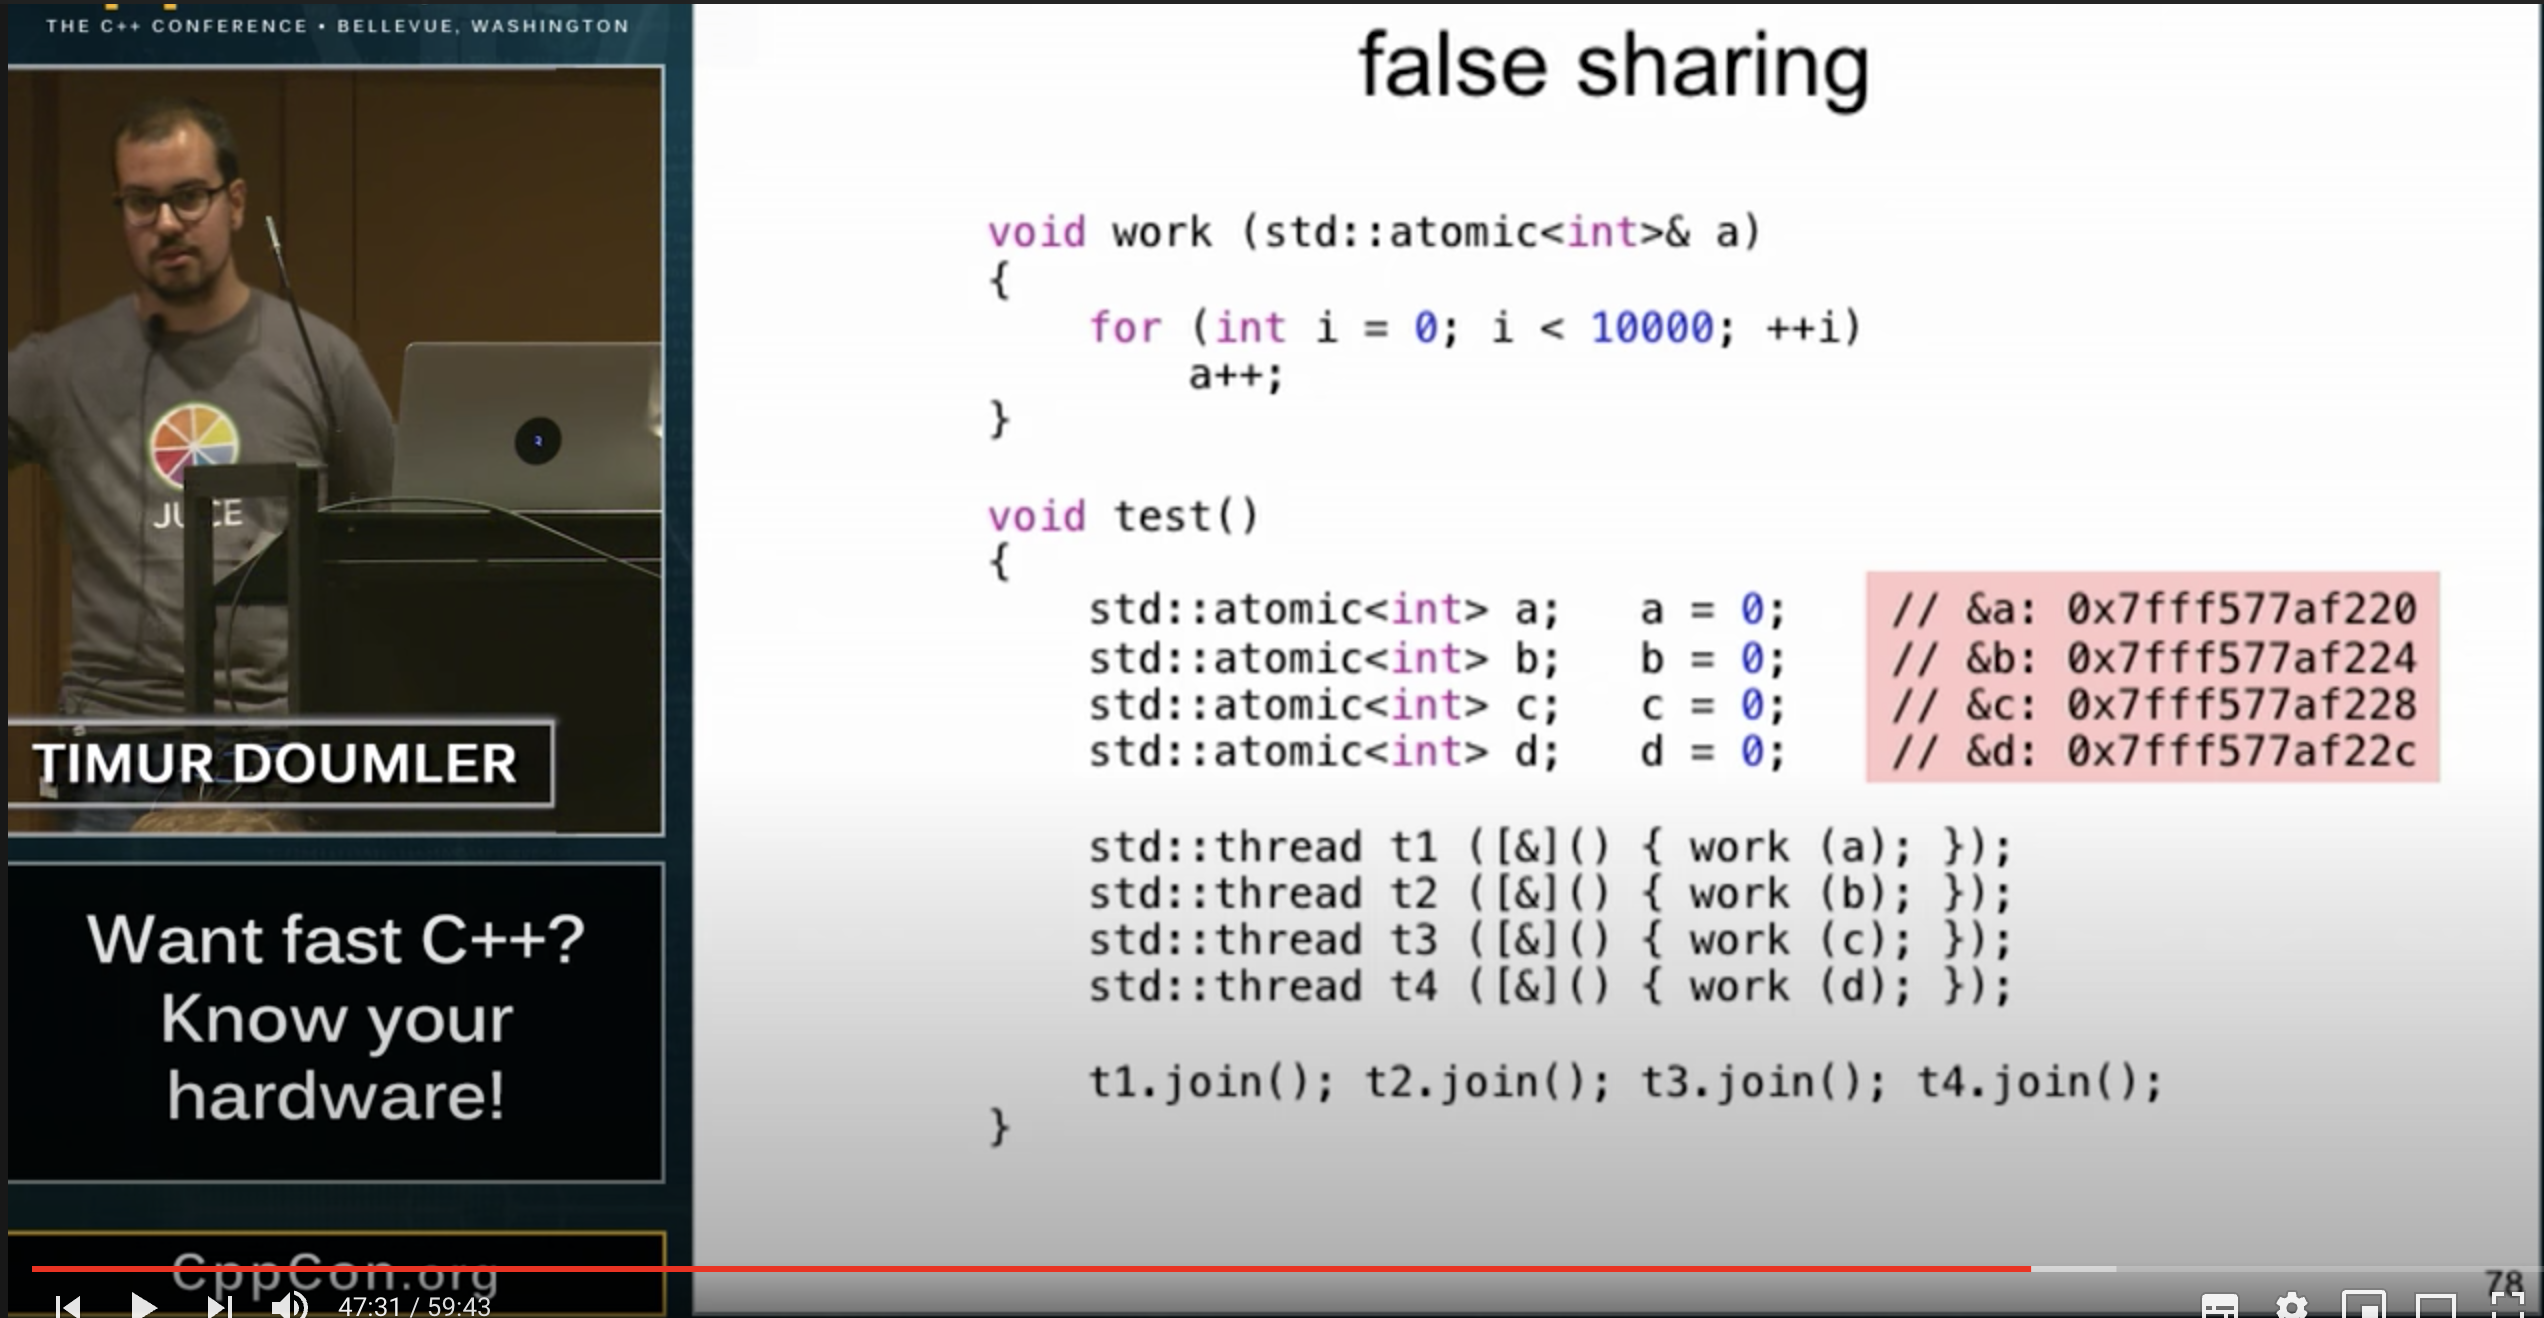 THE C++ CONFERENCE • BELLEVUE, WASHINGTON
JUCE
TIMUR DOUMLER
Want fast C++?
Know your
hardware!
CppCon.org
47:31 / 59:43
false sharing
void work (std::atomic<int>& a)
{
    for (int i = 0; i < 10000; ++i)
        a++;
}
void test()
{
    std::atomic<int> a;   a = 0;   // &a: 0x7fff577af220
    std::atomic<int> b;   b = 0;   // &b: 0x7fff577af224
    std::atomic<int> c;   c = 0;   // &c: 0x7fff577af228
    std::atomic<int> d;   d = 0;   // &d: 0x7fff577af22c
    std::thread t1 ([&]() { work (a); });
    std::thread t2 ([&]() { work (b); });
    std::thread t3 ([&]() { work (c); });
    std::thread t4 ([&]() { work (d); });
    t1.join(); t2.join(); t3.join(); t4.join();
}
78